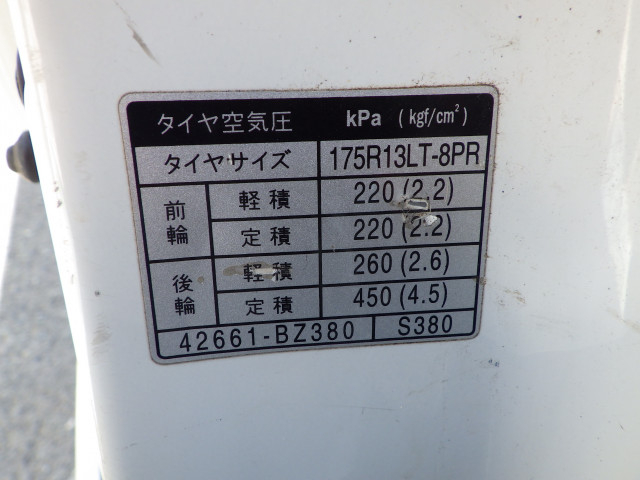 タイヤ空気圧 kPa (kgf/cm²)
タイヤサイズ 175R13LT-8PR
前輪 軽積 220 (2.2)
定積 220 (2.2)
後輪 軽積 260 (2.6)
定積 450 (4.5)
42661-BZ380 S380